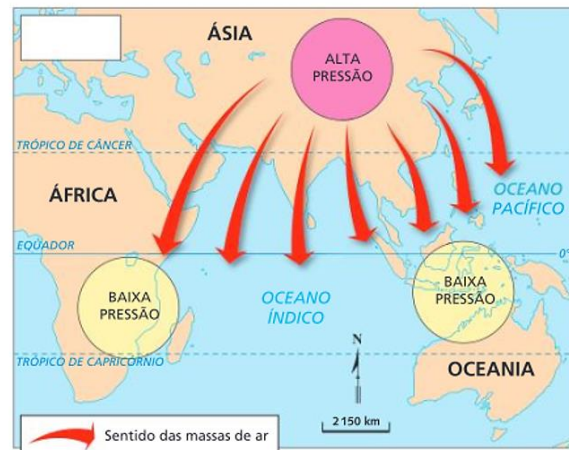 ÁSIA
ALTA
PRESSÃO
TRÓPICO DE CÂNCER
ÁFRICA
OCEANO
PACÍFICO
EQUADOR
0°
BAIXA
PRESSÃO
OCEANO
ÍNDICO
BAIXA
PRESSÃO
N
TRÓPICO DE CAPRICÓRNIO
OCEANIA
2 150 km
Sentido das massas de ar